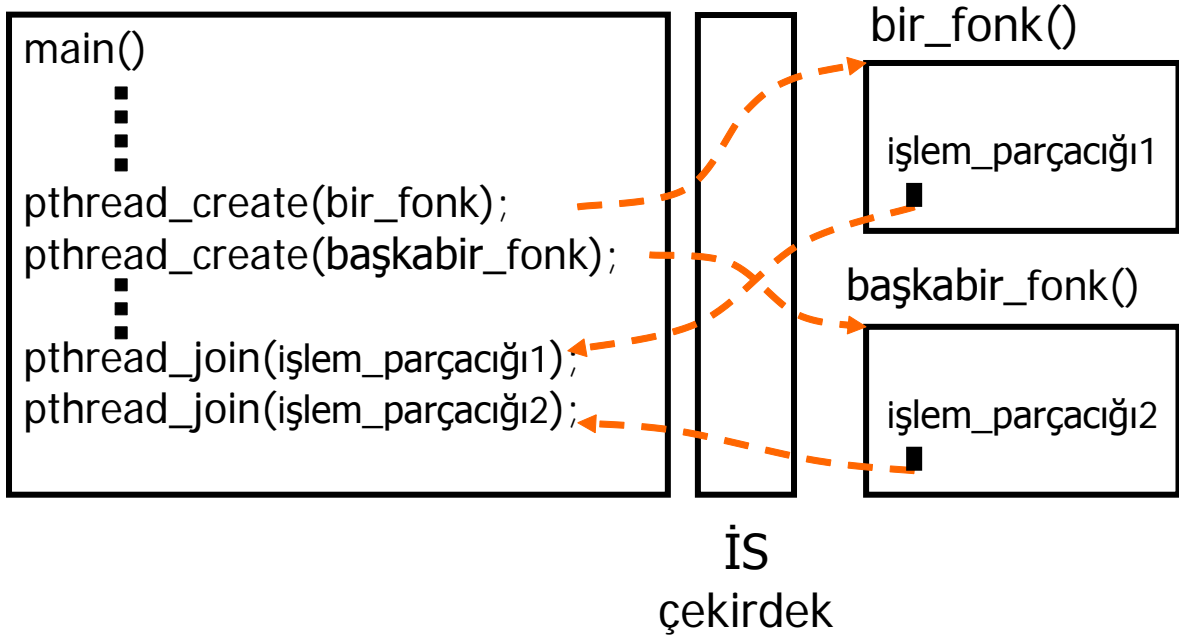 main()
pthread_create(bir_fonk);
pthread_create(başkabir_fonk);
pthread_join(işlem_parçacığı1);
pthread_join(işlem_parçacığı2);
İS
çekirdek
bir_fonk()
işlem_parçacığı1
başkabir_fonk()
işlem_parçacığı2